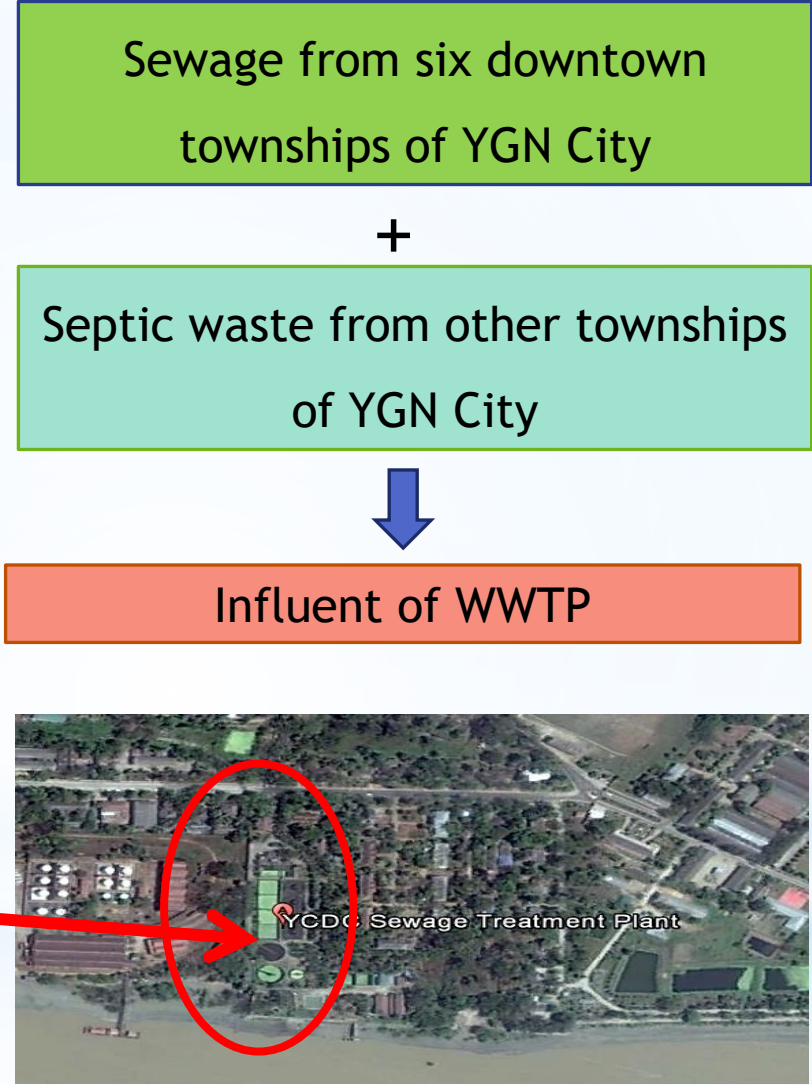 Sewage from six downtown
townships of YGN City
+
Septic waste from other townships
of YGN City
Influent of WWTP
YCDC Sewage Treatment Plant